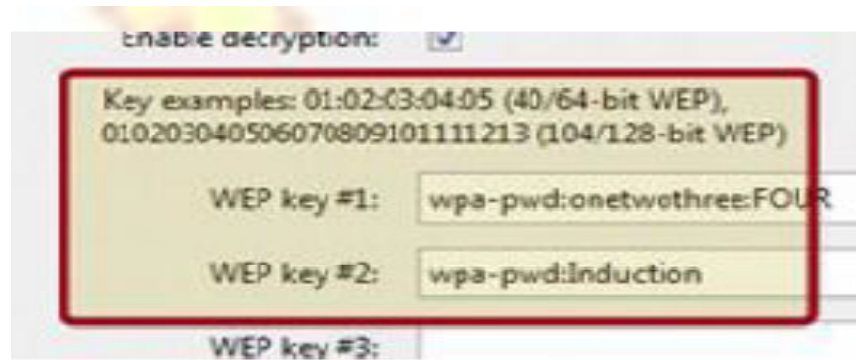 Enable decryption:
Key examples: 01:02:03:04:05 (40/64-bit WEP),
010203040506070809101111213 (104/128-bit WEP)
WEP key #1: wpa-pwd:onetwothree:FOUR
WEP key #2: wpa-pwd:Induction
WEP key #3: